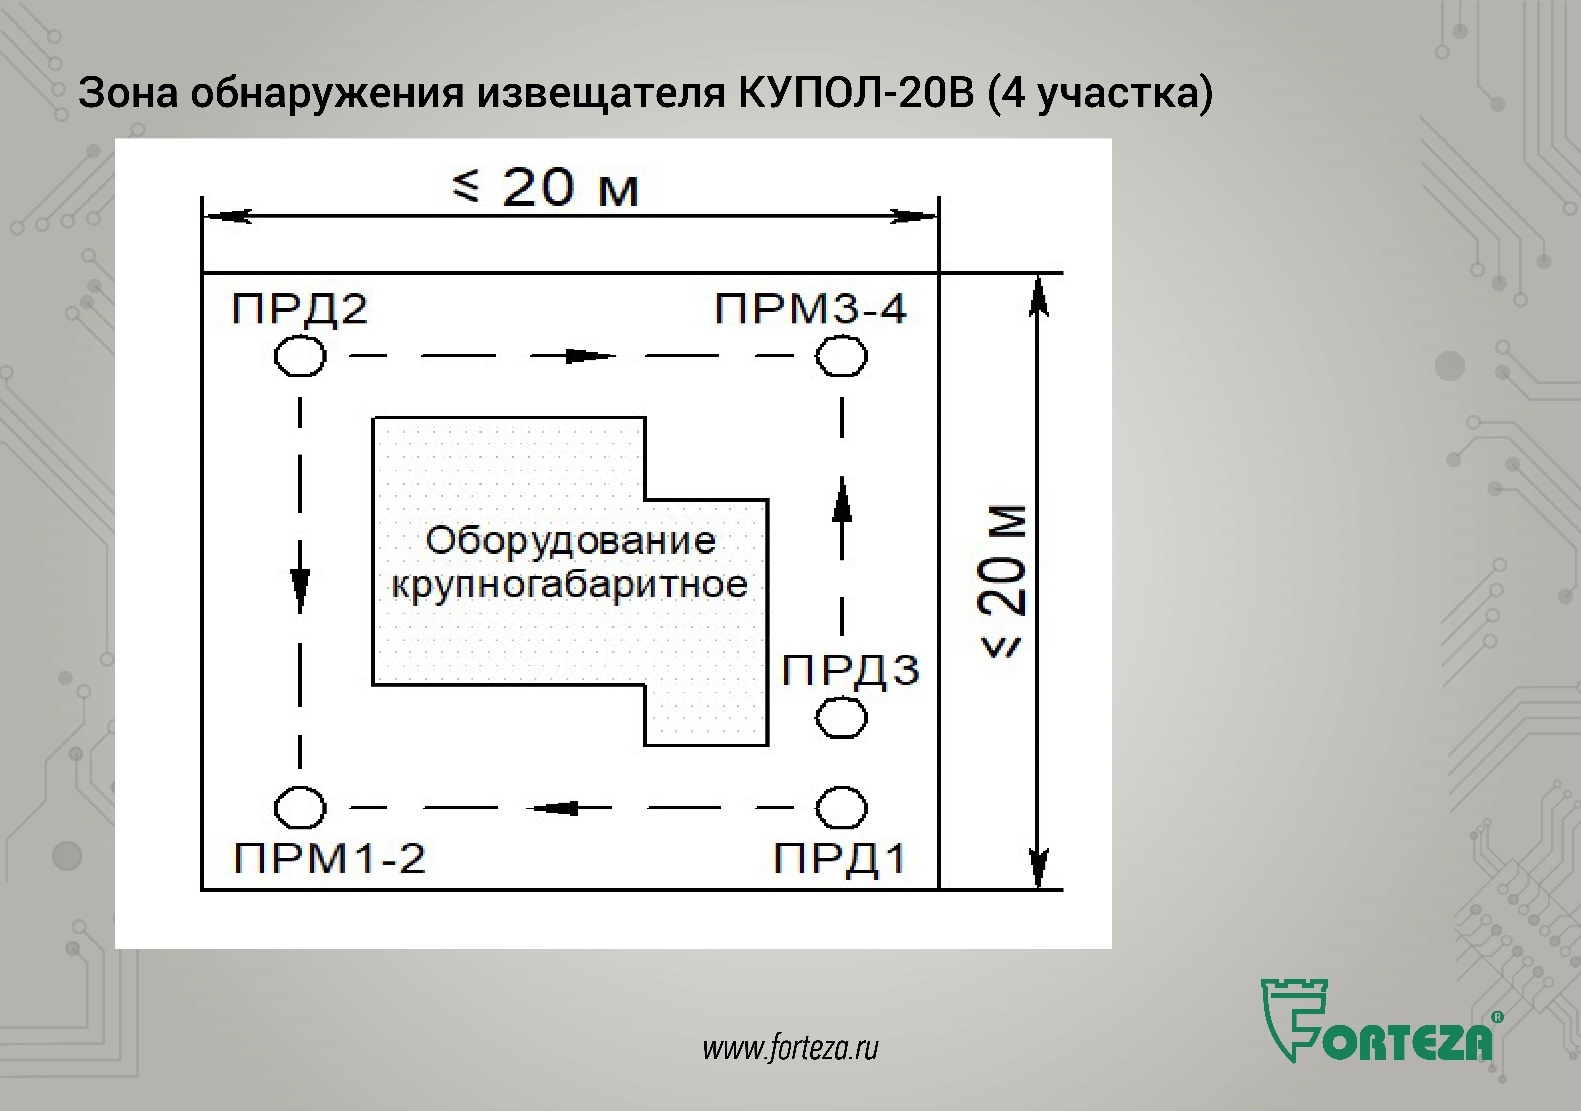 Зона обнаружения извещателя КУПОЛ-20В (4 участка)
≤ 20 м
ПРД2
ПРМ3-4
Оборудование
крупногабаритное
≤ 20 м
ПРД3
ПРМ1-2
ПРД1
www.forteza.ru
FORTEZA®